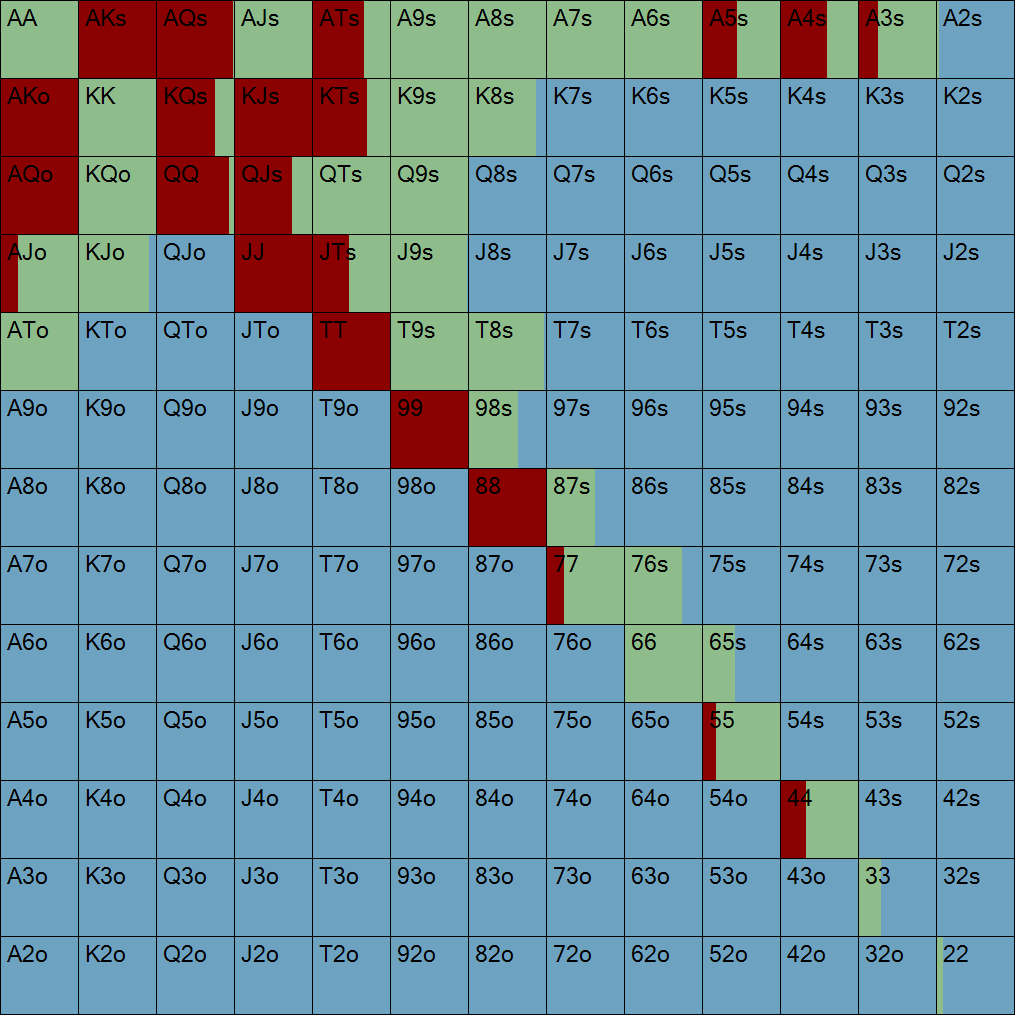 AA AKs AQs AJs ATs A9s A8s A7s A6s A5s A4s A3s A2s
AKo KK KQs KJs KTs K9s K8s K7s K6s K5s K4s K3s K2s
AQo KQo QQ QJs QTs Q9s Q8s Q7s Q6s Q5s Q4s Q3s Q2s
AJo KJo QJo JJ JTs J9s J8s J7s J6s J5s J4s J3s J2s
ATo KTo QTo JTo TT T9s T8s T7s T6s T5s T4s T3s T2s
A9o K9o Q9o J9o T9o 99 98s 97s 96s 95s 94s 93s 92s
A8o K8o Q8o J8o T8o 98o 88 87s 86s 85s 84s 83s 82s
A7o K7o Q7o J7o T7o 97o 87o 77 76s 75s 74s 73s 72s
A6o K6o Q6o J6o T6o 96o 86o 76o 66 65s 64s 63s 62s
A5o K5o Q5o J5o T5o 95o 85o 75o 65o 55 54s 53s 52s
A4o K4o Q4o J4o T4o 94o 84o 74o 64o 54o 44 43s 42s
A3o K3o Q3o J3o T3o 93o 83o 73o 63o 53o 43o 33 32s
A2o K2o Q2o J2o T2o 92o 82o 72o 62o 52o 42o 32o 22